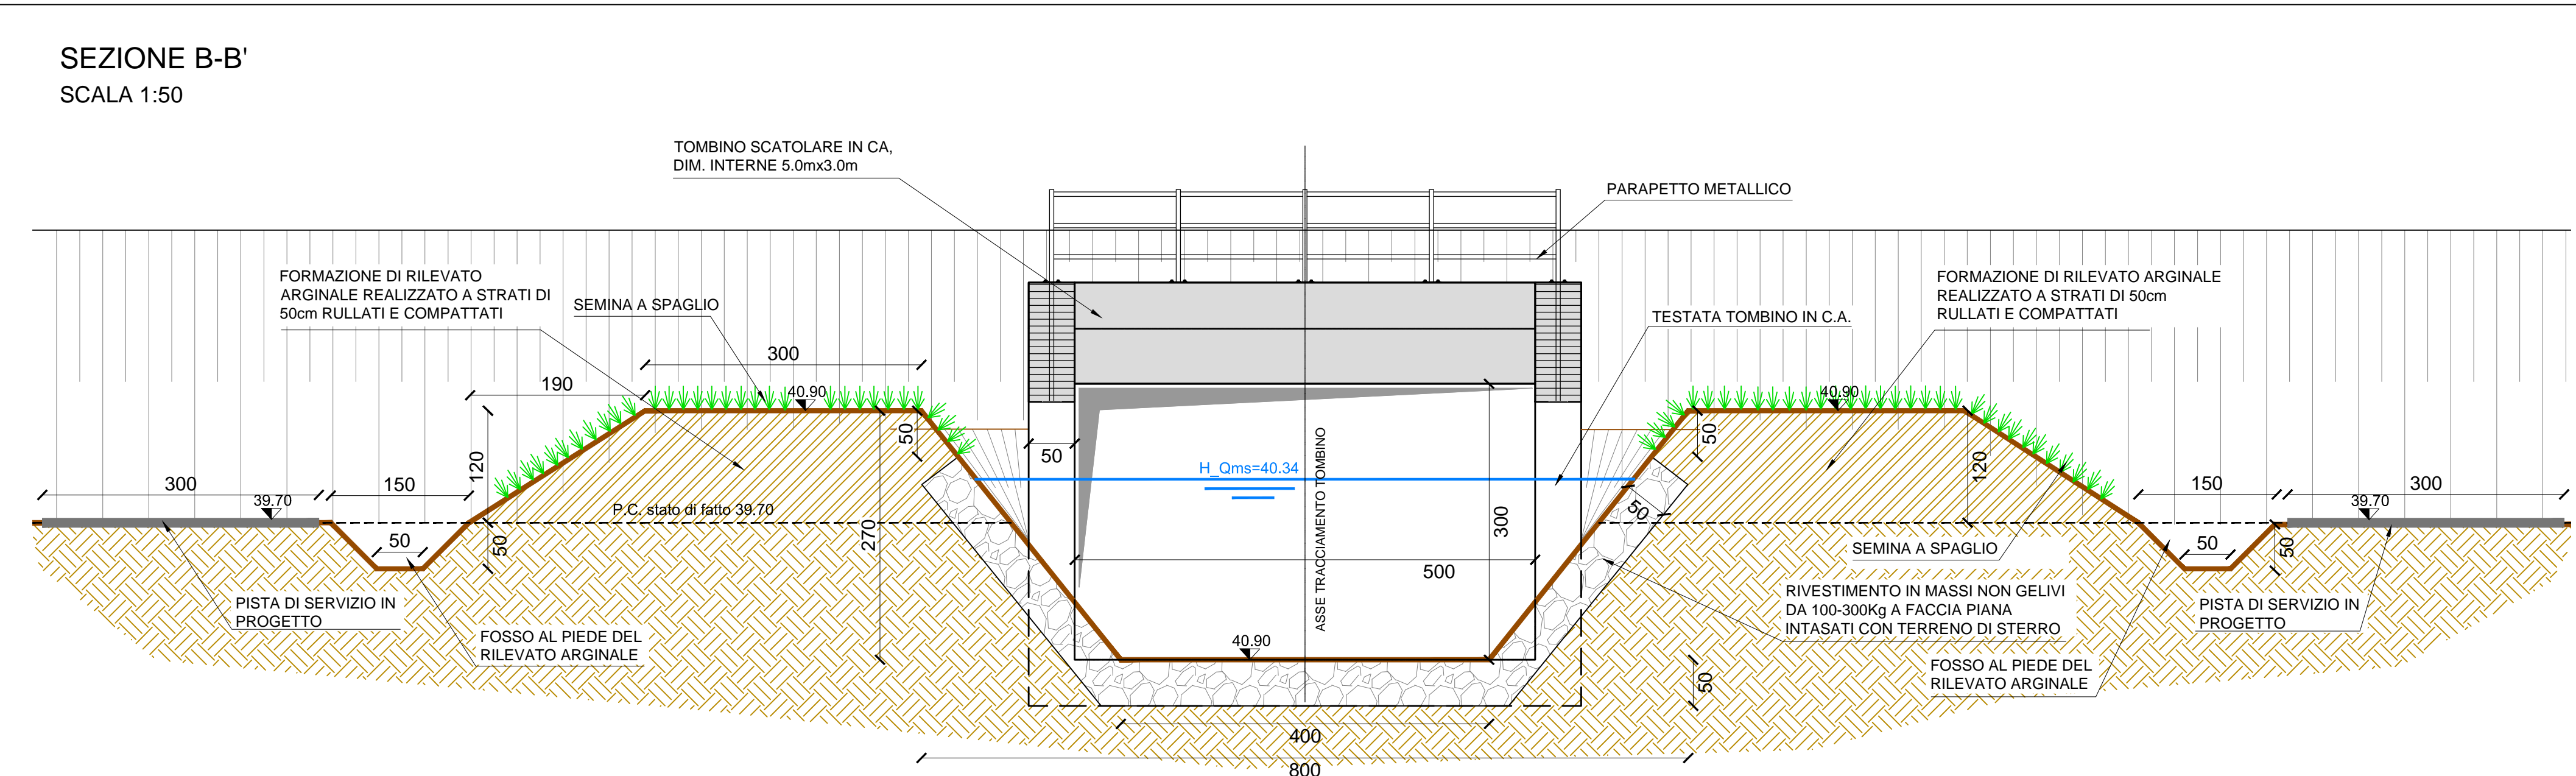 SEZIONE B-B'
SCALA 1:50
TOMBINO SCATOLARE IN CA,
DIM. INTERNE 5.0mx3.0m
PARAPETTO METALLICO
FORMAZIONE DI RILEVATO
ARGINALE REALIZZATO A STRATI DI
50cm RULLATI E COMPATTATI
SEMINA A SPAGLIO
FORMAZIONE DI RILEVATO ARGINALE
REALIZZATO A STRATI DI 50cm
RULLATI E COMPATTATI
TESTATA TOMBINO IN C.A.
300
190
40.90
40.90
120
50
50
50
120
H_Qms=40.34
ASSE TRACCIAMENTO TOMBINO
300
150
39.70
P.C. stato di fatto 39.70
270
50
50
300
500
50
150
300
39.70
50
50
SEMINA A SPAGLIO
PISTA DI SERVIZIO IN
PROGETTO
FOSSO AL PIEDE DEL
RILEVATO ARGINALE
40.90
RIVESTIMENTO IN MASSI NON GELIVI
DA 100-300Kg A FACCIA PIANA
INTASATI CON TERRENO DI STERRO
PISTA DI SERVIZIO IN
PROGETTO
FOSSO AL PIEDE DEL
RILEVATO ARGINALE
50
400
800